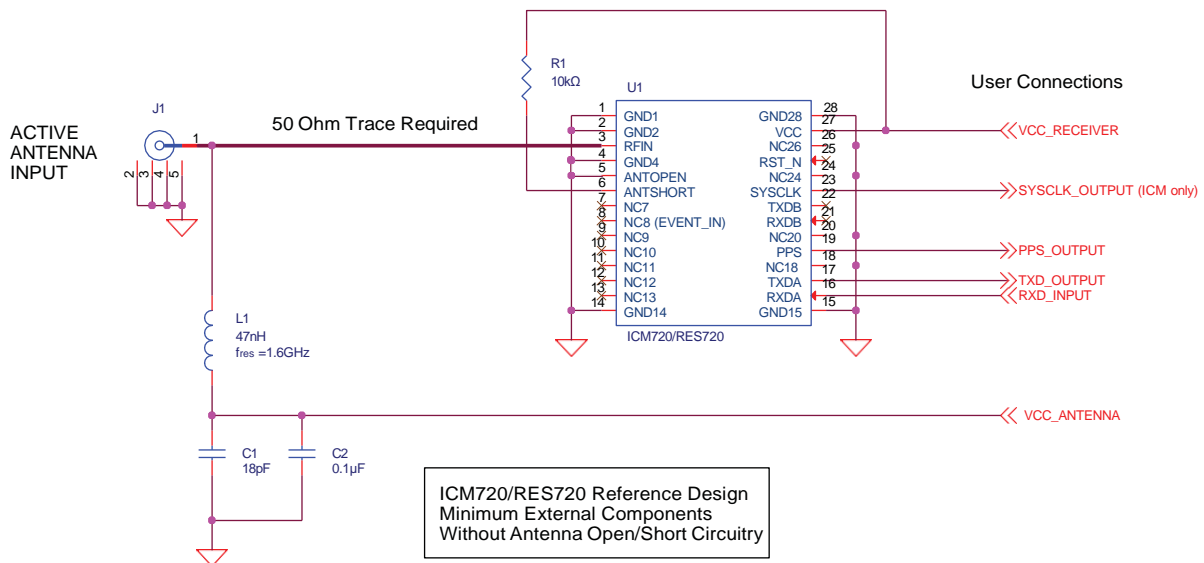 R1
10kΩ
J1
ACTIVE
ANTENNA
INPUT
1
2
3
4
5
50 Ohm Trace Required
U1
User Connections
1
2
3
4
5
6
7
8
9
10
11
12
13
14
GND1
GND2
RFIN
GND4
ANTOPEN
ANTSHORT
NC7
NC8 (EVENT_IN)
NC9
NC10
NC11
NC12
NC13
GND14
GND28
VCC
NC26
RST_N
NC24
SYSCLK
TXDB
RXDB
NC20
PPS
NC18
TXDA
RXDA
GND15
28
27
26
25
24
23
22
21
20
19
18
17
16
15
ICM720/RES720
VCC_RECEIVER
SYSCLK_OUTPUT (ICM only)
PPS_OUTPUT
TXD_OUTPUT
RXD_INPUT
L1
47nH
fres =1.6GHz
VCC_ANTENNA
C1
18pF
C2
0.1µF
ICM720/RES720 Reference Design
Minimum External Components
Without Antenna Open/Short Circuitry